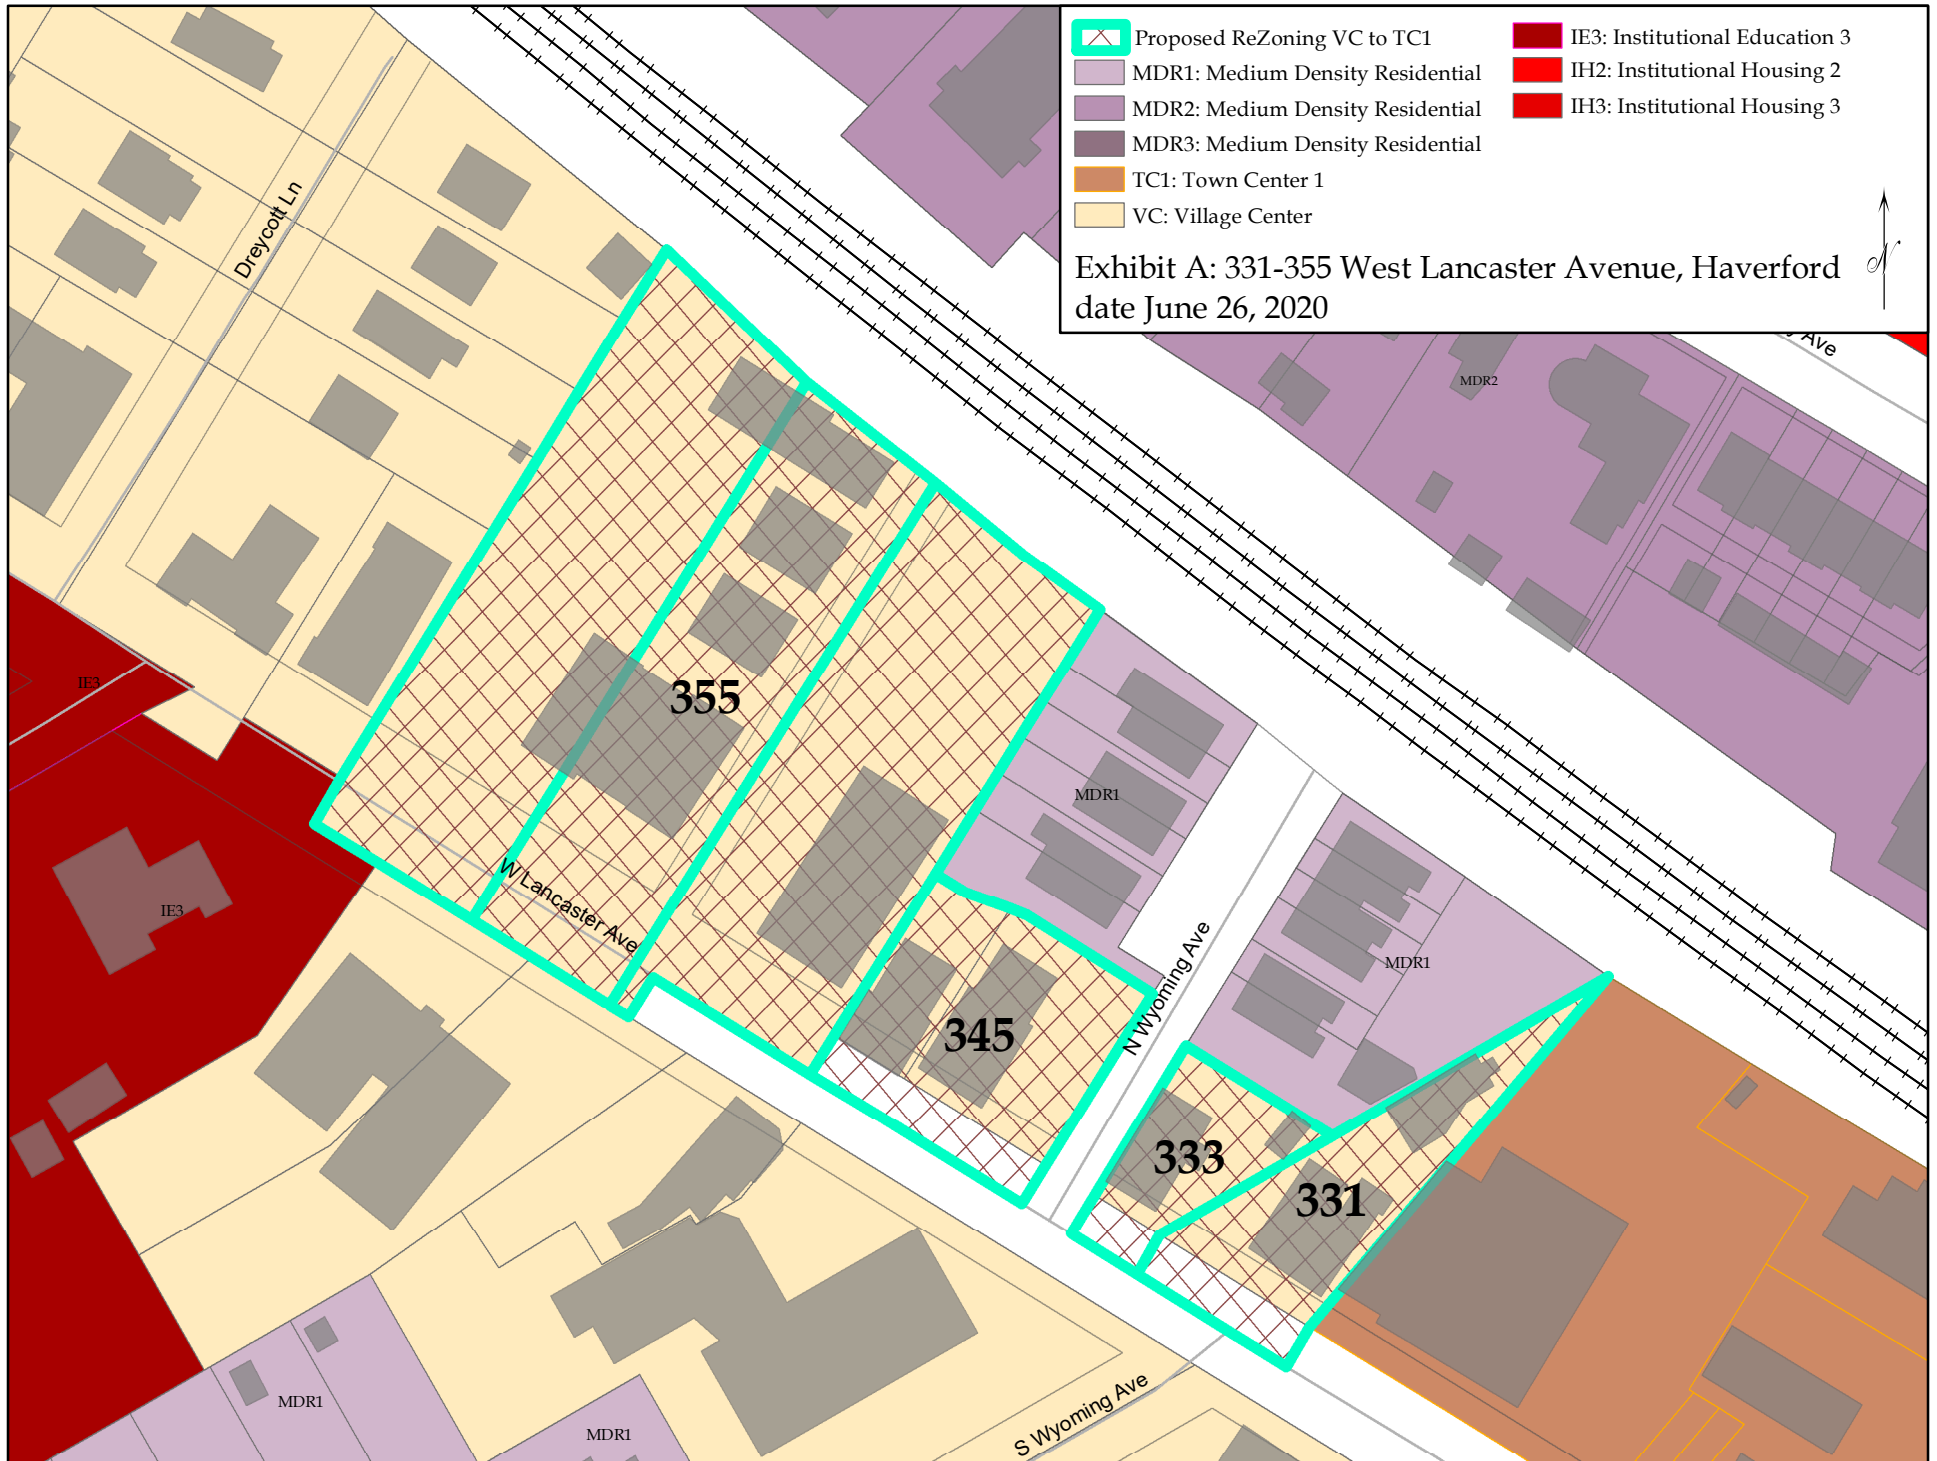 Proposed ReZoning VC to TC1
MDR1: Medium Density Residential
MDR2: Medium Density Residential
MDR3: Medium Density Residential
TC1: Town Center 1
VC: Village Center
IE3: Institutional Education 3
IH2: Institutional Housing 2
IH3: Institutional Housing 3
Exhibit A: 331-355 West Lancaster Avenue, Haverford
date June 26, 2020
N
Dreycott Ln
Ave
MDR2
IE3
355
MDR1
IE3
W Lancaster Ave
MDR1
N Wyoming Ave
345
333
331
MDR1
MDR1
S Wyoming Ave